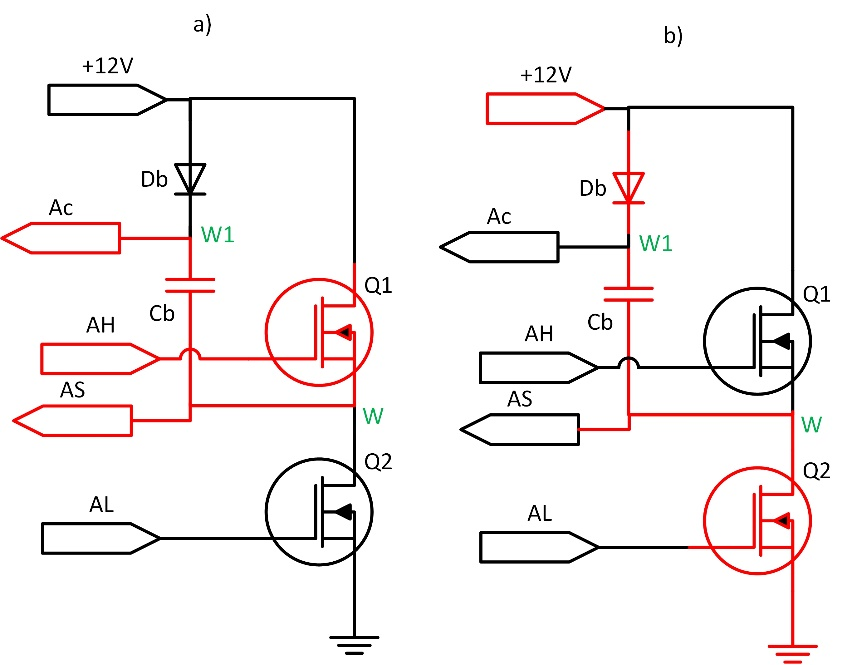 a)
+12V
Db
Ac
W1
Q1
Cb
AH
AS
W
Q2
AL
b)
+12V
Db
Ac
W1
Q1
Cb
AH
AS
W
Q2
AL